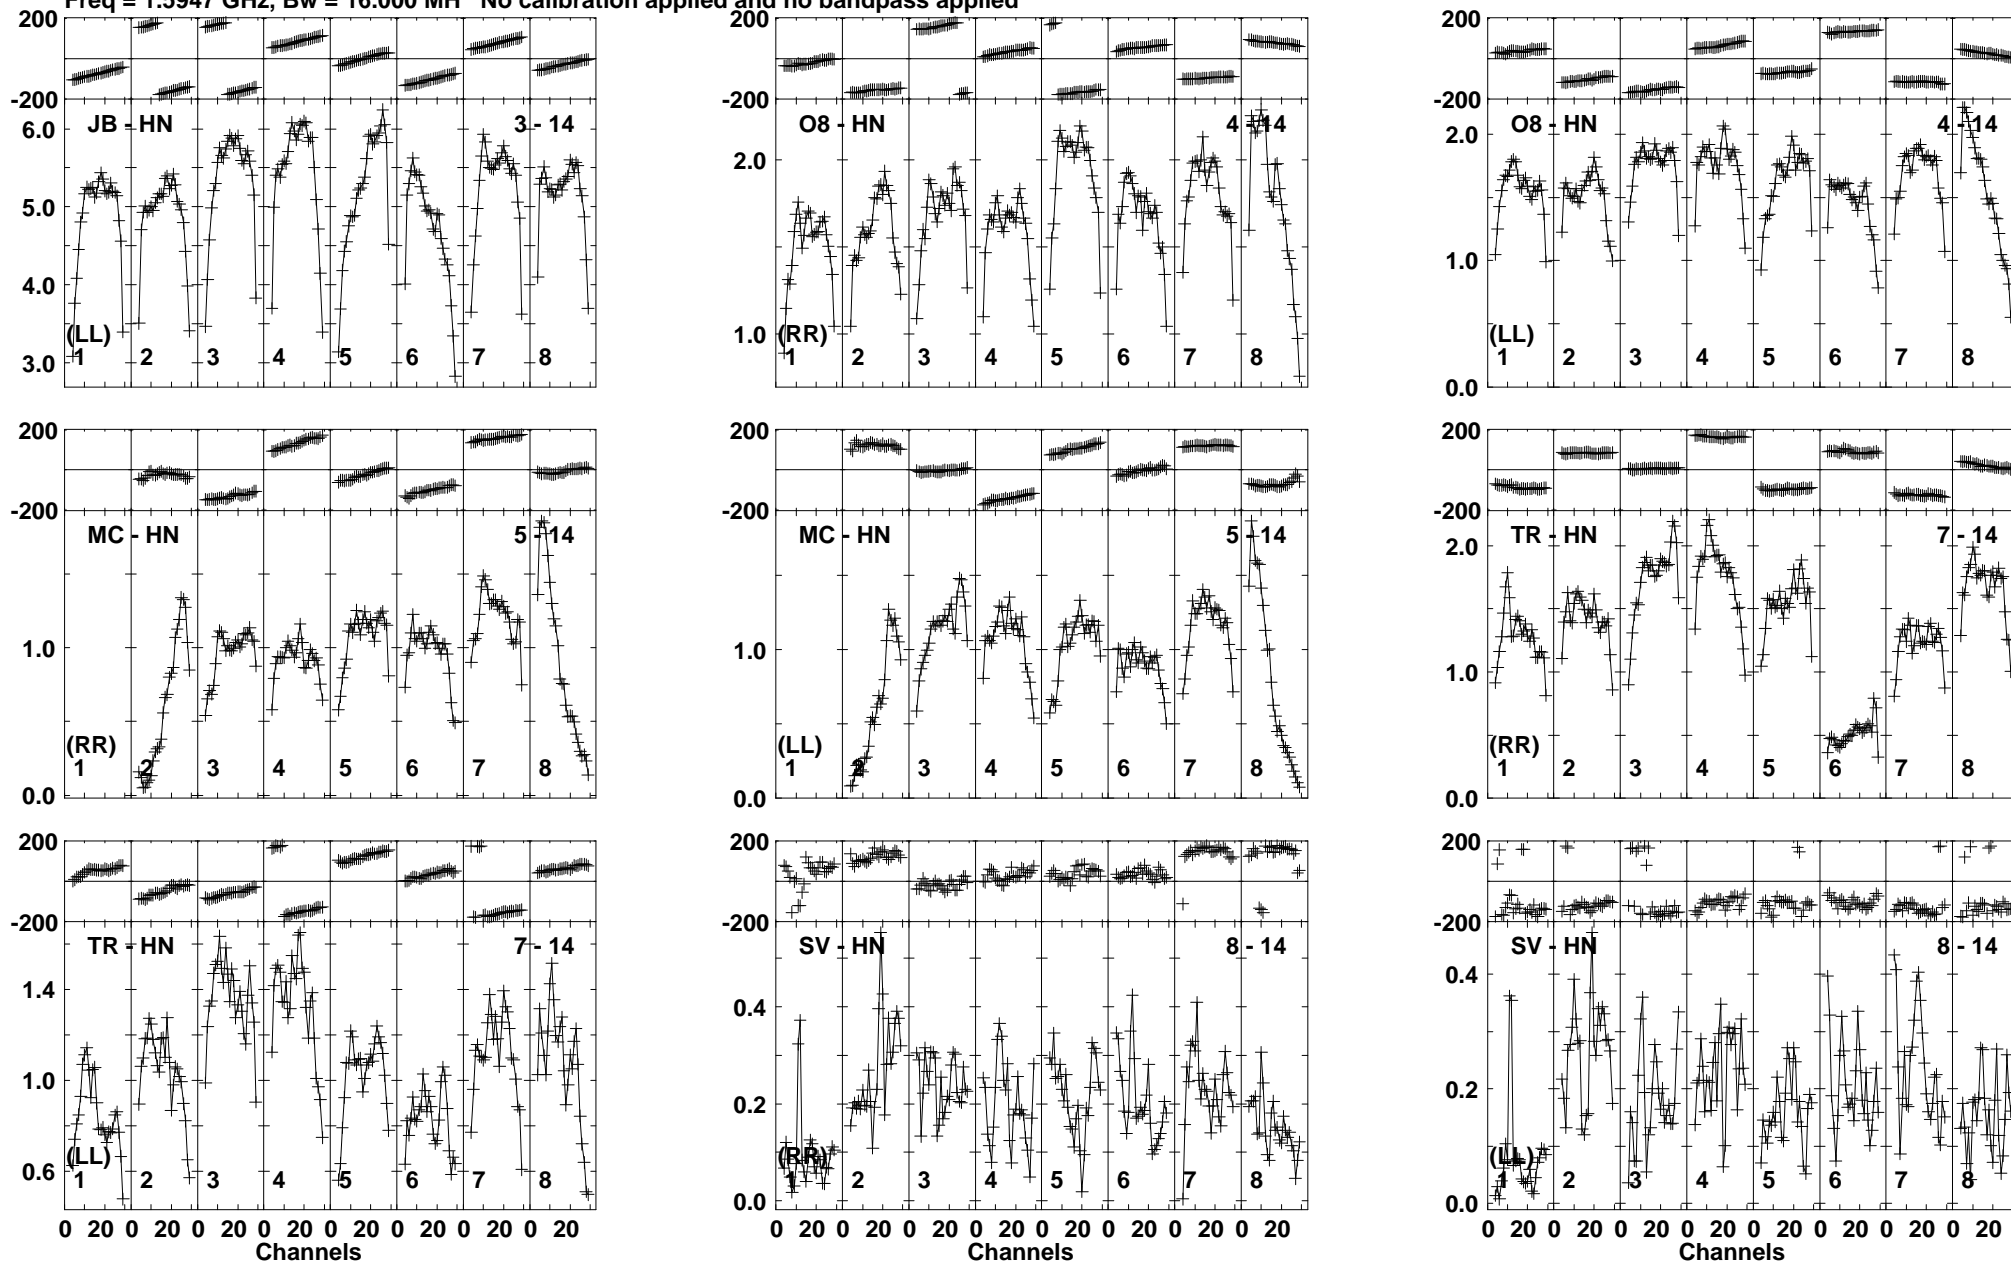 Freq = 1.5947 GHz, Bw = 16.000 MH No calibration applied and no bandpass applied
200 200 200
-200 -200 -200
JB - HN 3 - 14 O8 - HN 4 - 14 O8 - HN 4 - 14
6.0 2.0 2.0
5.0
4.0 1.0
3.0 1.0 0.0
(LL) (RR) (LL)
1 2 3 4 5 6 7 8 1 2 3 4 5 6 7 8 1 2 3 4 5 6 7 8
200 200 200
-200 -200 -200
MC - HN 5 - 14 MC - HN 5 - 14 TR - HN 7 - 14
1.0 1.0 2.0
0.0 0.0 1.0
0.0
(RR) (LL) (RR)
1 2 3 4 5 6 7 8 1 2 3 4 5 6 7 8 1 2 3 4 5 6 7 8
200 200 200
-200 -200 -200
TR - HN 7 - 14 SV - HN 8 - 14 SV - HN 8 - 14
1.4 0.4 0.4
1.0 0.2 0.2
0.6 0.0 0.0
(LL) (RR) (LL)
1 2 3 4 5 6 7 8 1 2 3 4 5 6 7 8 1 2 3 4 5 6 7 8
0 20 0 20 0 20 0 20 0 20 0 20 0 20 0 20 0 20 0 20 0 20 0 20 0 20 0 20 0 20 0 20 0 20 0 20 0 20 0 20 0 20 0 20 0 20 0 20
Channels Channels Channels